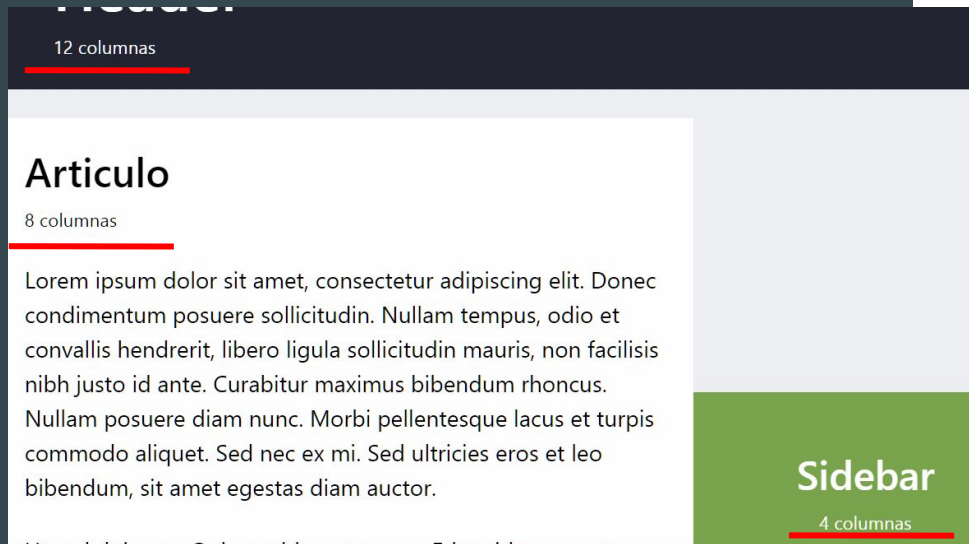 Header
12 columnas
Articulo
8 columnas
Lorem ipsum dolor sit amet, consectetur adipiscing elit. Donec
condimentum posuere sollicitudin. Nullam tempus, odio et
convallis hendrerit, libero ligula sollicitudin mauris, non facilisis
nibh justo id ante. Curabitur maximus bibendum rhoncus.
Nullam posuere diam nunc. Morbi pellentesque lacus et turpis
commodo aliquet. Sed nec ex mi. Sed ultricies eros et leo
bibendum, sit amet egestas diam auctor.
Sidebar
4 columnas